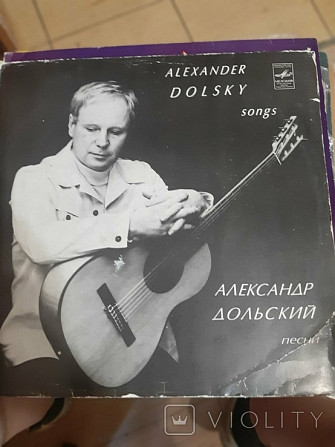 ALEXANDER
DOLSKY
songs
АЛЕКСАНДР
ДОЛЬСКИЙ
песни
VIOLITY